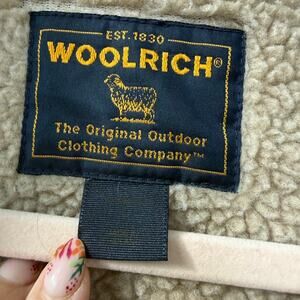 EST. 1830
WOOLRICH®
The Original Outdoor
Clothing Company™